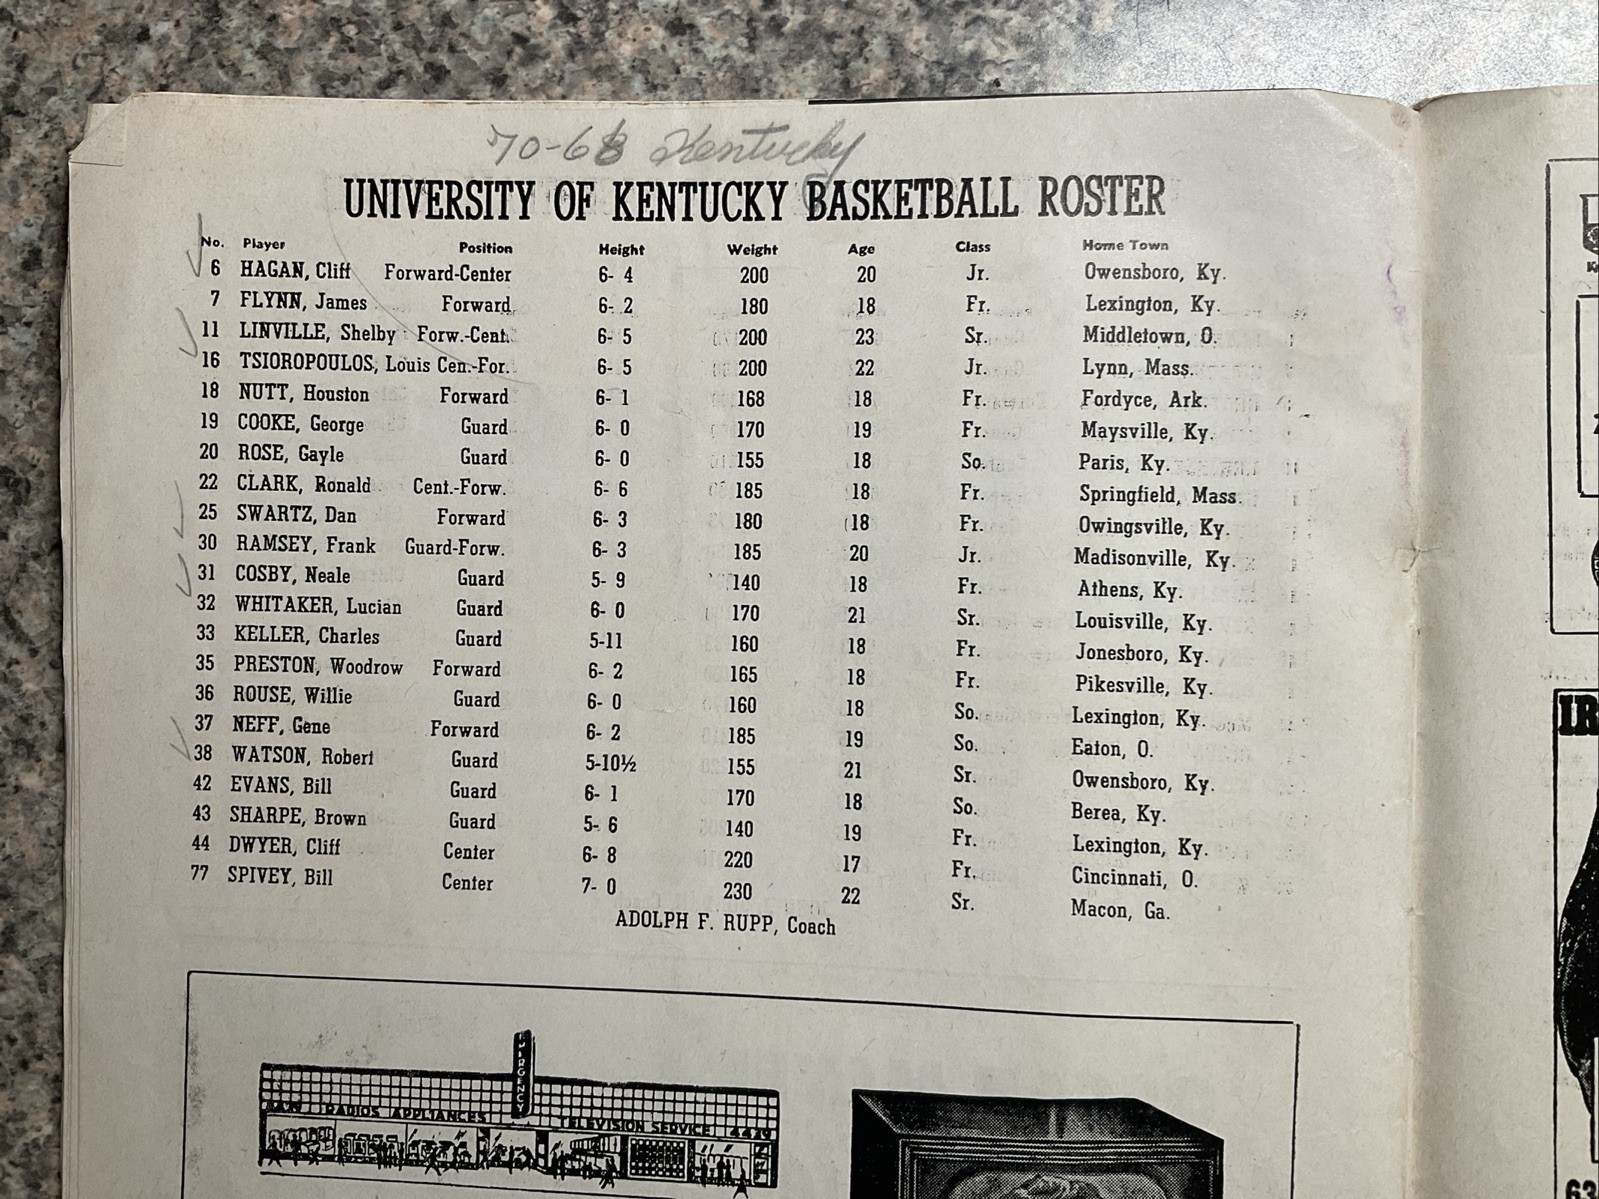 70-68 Kentucky
UNIVERSITY OF KENTUCKY BASKETBALL ROSTER
No. Player Position Height Weight Age Class Home Town
6 HAGAN, Cliff Forward-Center 6- 4 200 20 Jr. Owensboro, Ky.
7 FLYNN, James Forward 6- 2 180 18 Fr. Lexington, Ky.
11 LINVILLE, Shelby Forw.-Cent. 6- 5 200 23 Sr. Middletown, O.
16 TSIOROPOULOS, Louis Cen.-For. 6- 5 200 22 Jr. Lynn, Mass.
18 NUTT, Houston Forward 6- 1 168 18 Fr. Fordyce, Ark.
19 COOKE, George Guard 6- 0 170 19 Fr. Maysville, Ky.
20 ROSE, Gayle Guard 6- 0 155 18 So. Paris, Ky.
22 CLARK, Ronald Cent.-Forw. 6- 6 185 18 Fr. Springfield, Mass.
25 SWARTZ, Dan Forward 6- 3 180 18 Fr. Owingsville, Ky.
30 RAMSEY, Frank Guard-Forw. 6- 3 185 20 Jr. Madisonville, Ky.
31 COSBY, Neale Guard 5- 9 140 18 Fr. Athens, Ky.
32 WHITAKER, Lucian Guard 6- 0 170 21 Sr. Louisville, Ky.
33 KELLER, Charles Guard 5-11 160 18 Fr. Jonesboro, Ky.
35 PRESTON, Woodrow Forward 6- 2 165 18 Fr. Pikesville, Ky.
36 ROUSE, Willie Guard 6- 0 160 18 So. Lexington, Ky.
37 NEFF, Gene Forward 6- 2 185 19 So. Eaton, O.
38 WATSON, Robert Guard 5-10½ 155 21 Sr. Owensboro, Ky.
42 EVANS, Bill Guard 6- 1 170 18 So. Berea, Ky.
43 SHARPE, Brown Guard 5- 6 140 19 Fr. Lexington, Ky.
44 DWYER, Cliff Center 6- 8 220 17 Fr. Cincinnati, O.
77 SPIVEY, Bill Center 7- 0 230 22 Sr. Macon, Ga.
ADOLPH F. RUPP, Coach
RADIOS APPLIANCES TELEVISION SERVICE 4419
IR
63